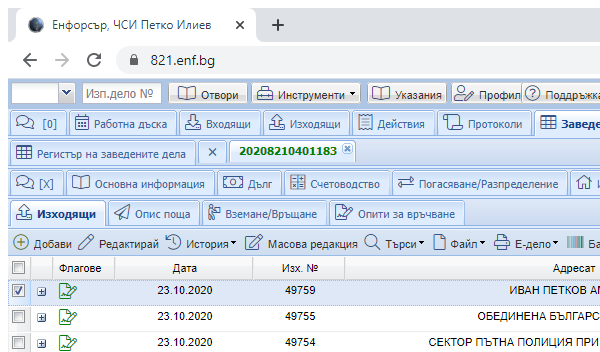 Енфорсър, ЧСИ Петко Илиев
821.enf.bg
Изп.дело № Отвори Инструменти Указания Профил Поддръжка
[0] Работна дъска Входящи Изходящи Действия Протоколи Заведе
Регистър на заведените дела 20208210401183
[X] Основна информация Дълг Счетоводство Погасяване/Разпределение И
Изходящи Опис поща Вземане/Връщане Опити за връчване
Добави Редактирай История Масова редакция Търси Файл Е-дело Ба
Флагове Дата Изх. № Адресат
23.10.2020 49759 ИВАН ПЕТКОВ АН
23.10.2020 49755 ОБЕДИНЕНА БЪЛГАРС
23.10.2020 49754 СЕКТОР ПЪТНА ПОЛИЦИЯ ПРИ